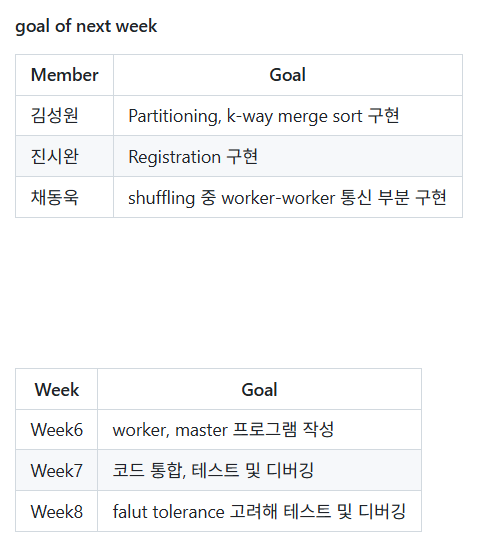 goal of next week
Member Goal
김성원 Partitioning, k-way merge sort 구현
진시완 Registration 구현
채동욱 shuffling 중 worker-worker 통신 부분 구현
Week Goal
Week6 worker, master 프로그램 작성
Week7 코드 통합, 테스트 및 디버깅
Week8 falut tolerance 고려해 테스트 및 디버깅